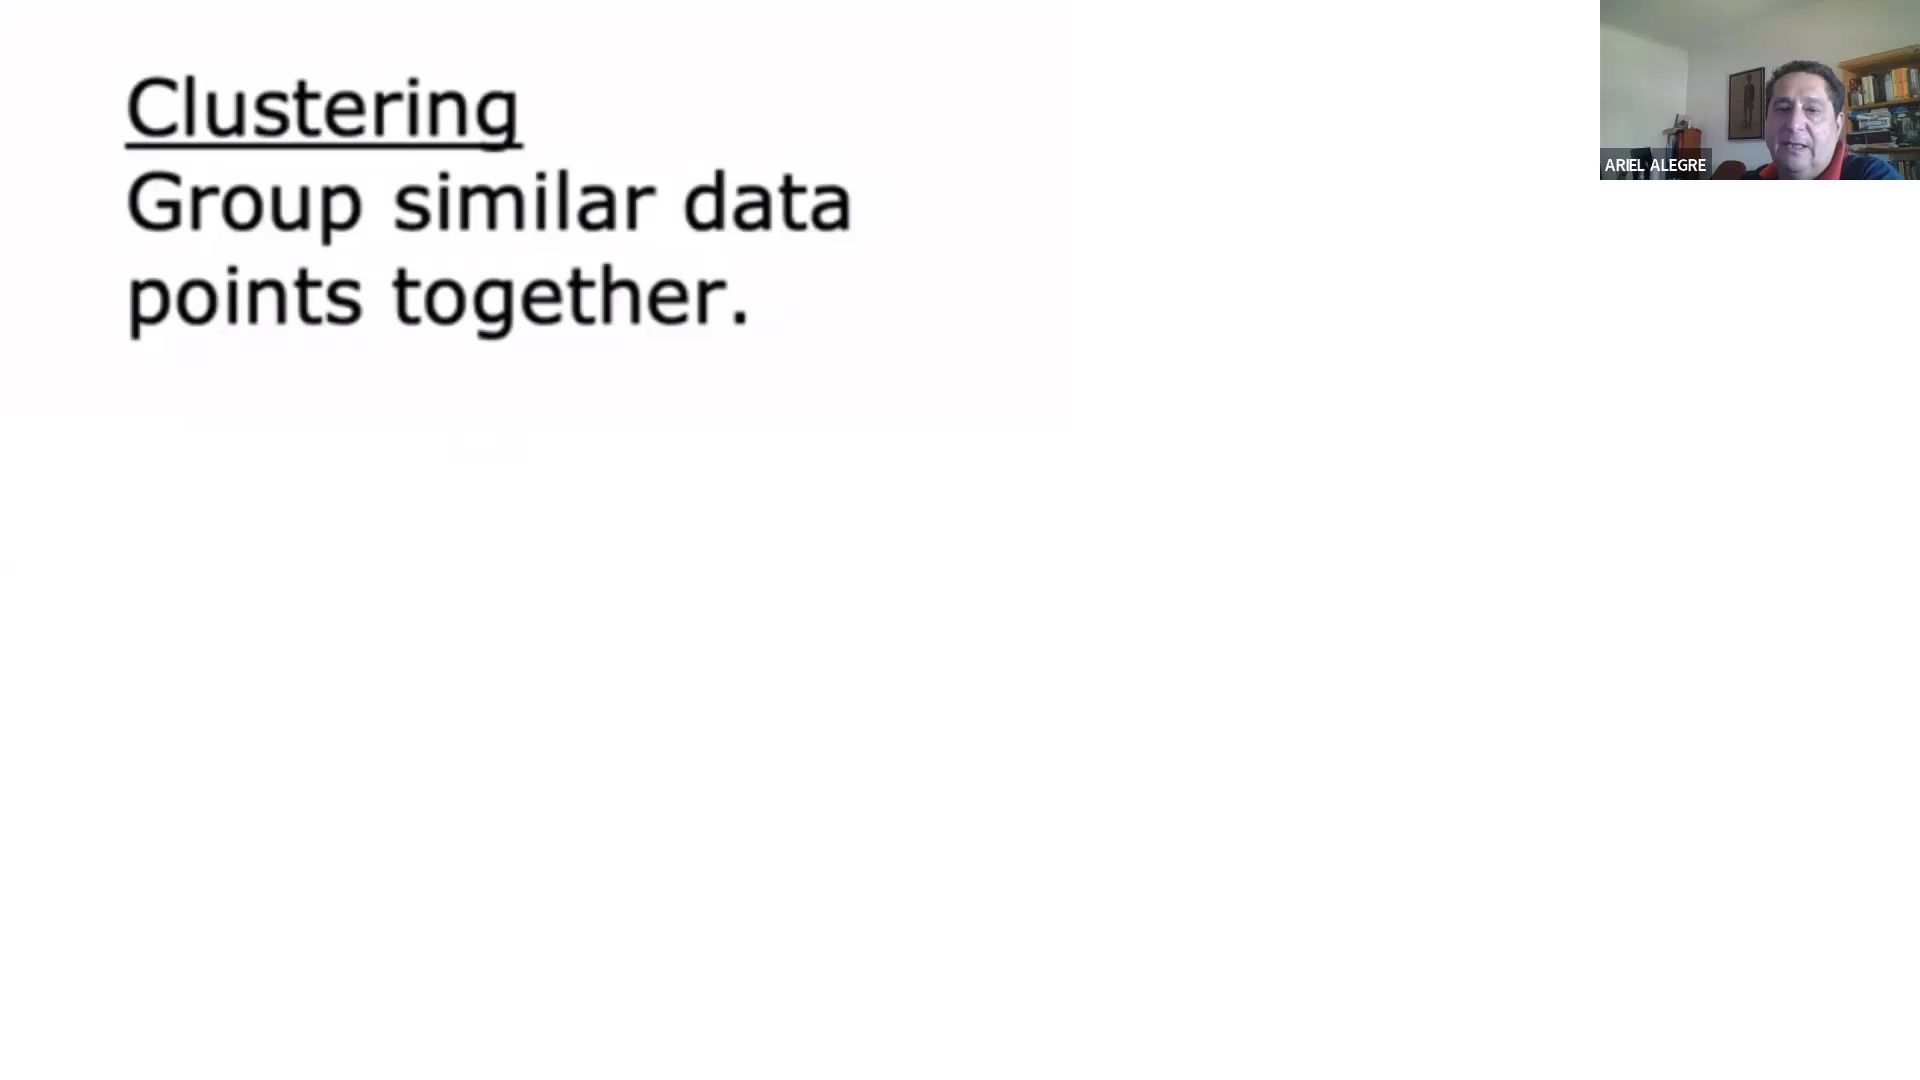 Clustering
Group similar data
points together.
ARIEL ALEGRE